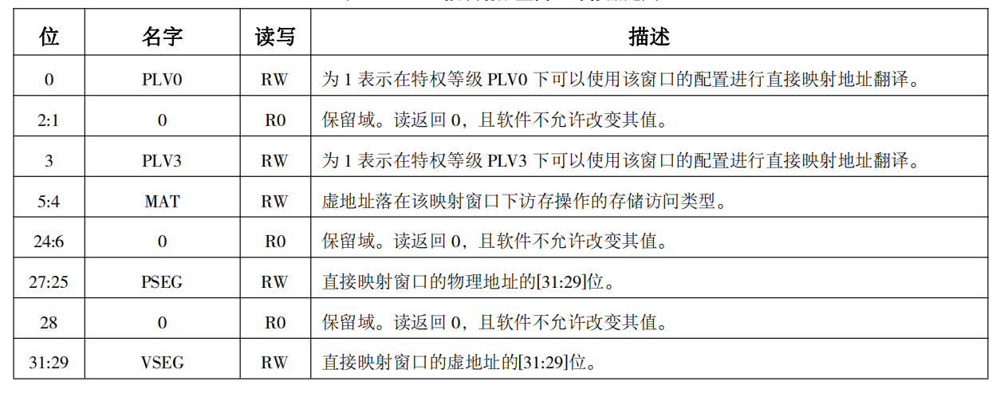 位 名字 读写 描述
0 PLV0 RW 为 1 表示在特权等级 PLV0 下可以使用该窗口的配置进行直接映射地址翻译。
2:1 0 R0 保留域。读返回 0，且软件不允许改变其值。
3 PLV3 RW 为 1 表示在特权等级 PLV3 下可以使用该窗口的配置进行直接映射地址翻译。
5:4 MAT RW 虚地址落在该映射窗口下访存操作的存储访问类型。
24:6 0 R0 保留域。读返回 0，且软件不允许改变其值。
27:25 PSEG RW 直接映射窗口的物理地址的[31:29]位。
28 0 R0 保留域。读返回 0，且软件不允许改变其值。
31:29 VSEG RW 直接映射窗口的虚地址的[31:29]位。